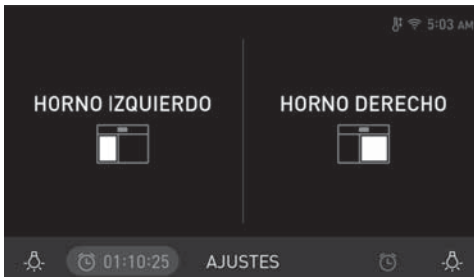 5:03 AM
HORNO IZQUIERDO
HORNO DERECHO
01:10:25
AJUSTES